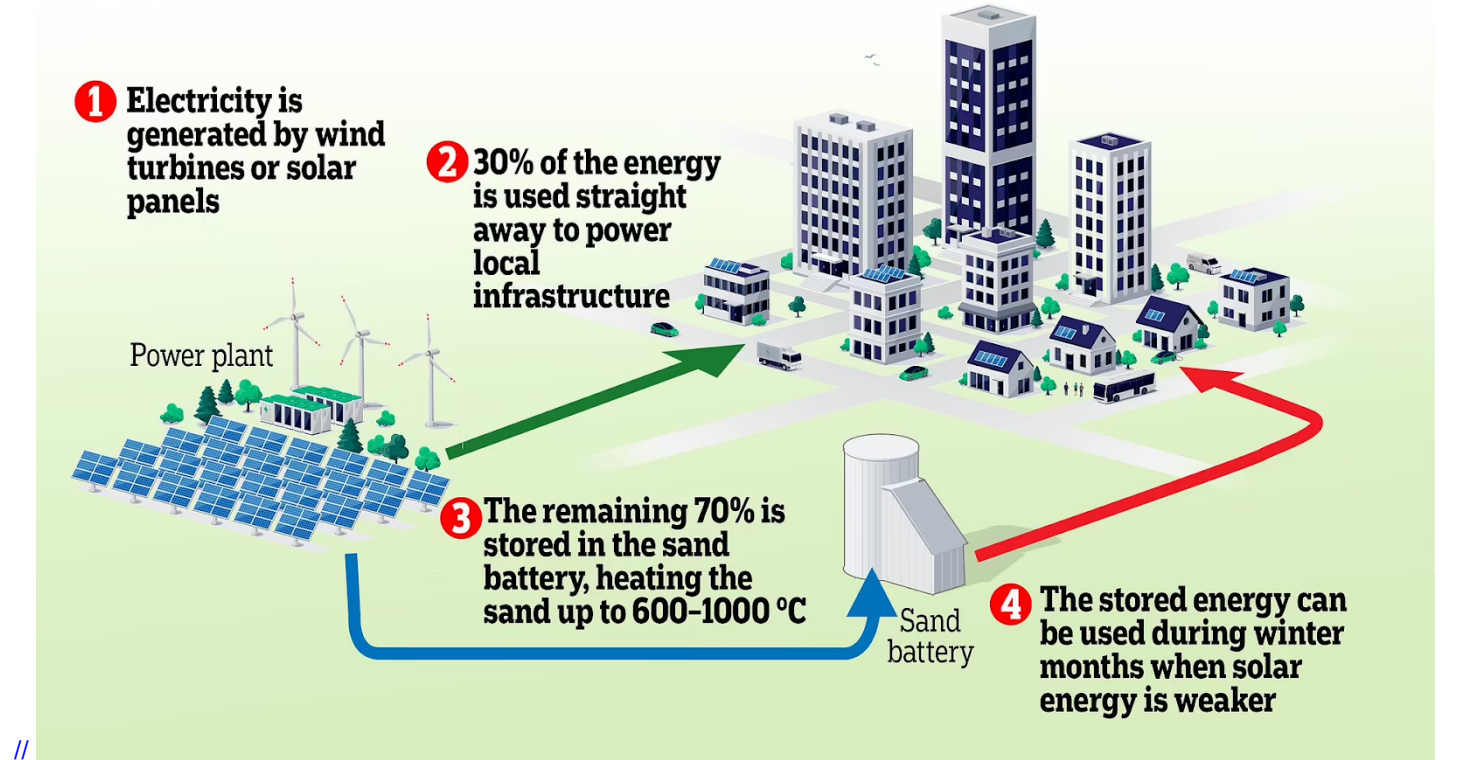 1 Electricity is
generated by wind
turbines or solar
panels
2 30% of the energy
is used straight
away to power
local
infrastructure
Power plant
3 The remaining 70% is
stored in the sand
battery, heating the
sand up to 600–1000 ºC
Sand
battery
4 The stored energy can
be used during winter
months when solar
energy is weaker
//